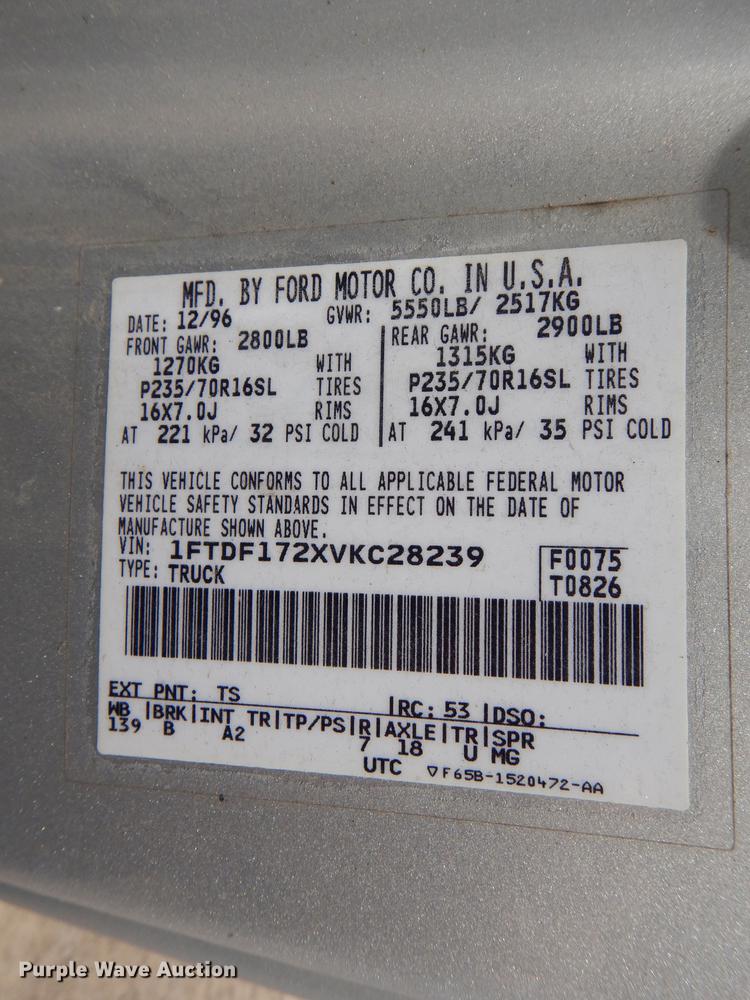 MFD. BY FORD MOTOR CO. IN U.S.A.
DATE: 12/96 GVWR: 5550LB/ 2517KG
FRONT GAWR: 2800LB REAR GAWR: 2900LB
1270KG WITH 1315KG WITH
P235/70R16SL TIRES P235/70R16SL TIRES
16X7.0J RIMS 16X7.0J RIMS
AT 221 kPa/ 32 PSI COLD AT 241 kPa/ 35 PSI COLD
THIS VEHICLE CONFORMS TO ALL APPLICABLE FEDERAL MOTOR
VEHICLE SAFETY STANDARDS IN EFFECT ON THE DATE OF
MANUFACTURE SHOWN ABOVE.
VIN: 1FTDF172XVKC28239 F0075
TYPE: TRUCK T0826
EXT PNT: TS RC: 53 DSO:
WB |BRK|INT TR|TP/PS|R|AXLE|TR|SPR
139 B A2 7 18 U MG
UTC ▽F65B-1520472-AA
Purple Wave Auction